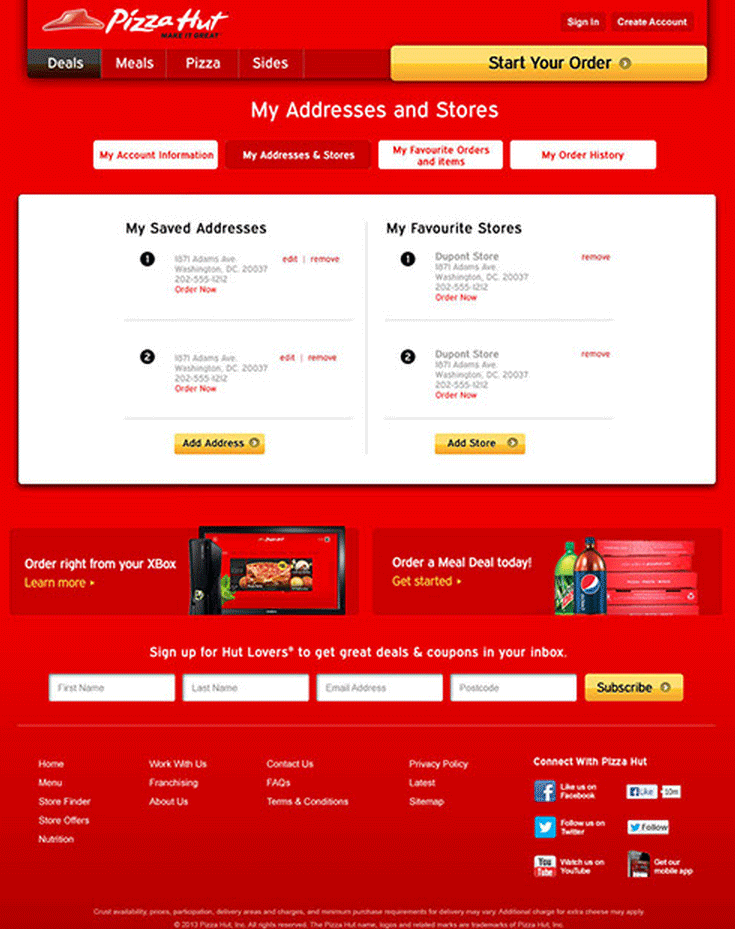 Pizza Hut
MAKE IT GREAT
Sign In
Create Account
Deals
Meals
Pizza
Sides
Start Your Order
My Addresses and Stores
My Account Information
My Addresses & Stores
My Favourite Orders
and items
My Order History
My Saved Addresses
1
1871 Adams Ave.
Washington, DC. 20037
202-555-1212
Order Now
edit | remove
2
1871 Adams Ave.
Washington, DC. 20037
202-555-1212
Order Now
edit | remove
Add Address
My Favourite Stores
1
Dupont Store
1871 Adams Ave.
Washington, DC. 20037
202-555-1212
Order Now
remove
2
Dupont Store
1871 Adams Ave.
Washington, DC. 20037
202-555-1212
Order Now
remove
Add Store
Order right from your XBox
Learn more
Pizza Hut
Order a Meal Deal today!
Get started
pepsi
Sign up for Hut Lovers® to get great deals & coupons in your inbox.
First Name
Last Name
Email Address
Postcode
Subscribe
Home
Menu
Store Finder
Store Offers
Nutrition
Work With Us
Franchising
About Us
Contact Us
FAQs
Terms & Conditions
Privacy Policy
Latest
Sitemap
Connect With Pizza Hut
Like us on
Facebook
Like
10m
Follow us on
Twitter
Follow
You
Tube
Watch us on
YouTube
Get our
mobile app
Crust availability, prices, participation, delivery areas and charges, and minimum purchase requirements for delivery may vary. Additional charge for extra cheese may apply.
© 2013 Pizza Hut, Inc. All rights reserved. The Pizza Hut name, logos and related marks are trademarks of Pizza Hut, Inc.